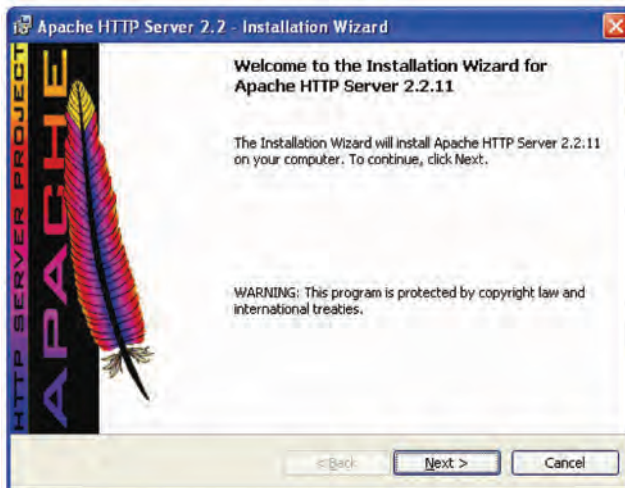 Apache HTTP Server 2.2 - Installation Wizard
HTTP SERVER PROJECT
APACHE
Welcome to the Installation Wizard for
Apache HTTP Server 2.2.11
The Installation Wizard will install Apache HTTP Server 2.2.11
on your computer. To continue, click Next.
WARNING: This program is protected by copyright law and
international treaties.
< Back
Next >
Cancel